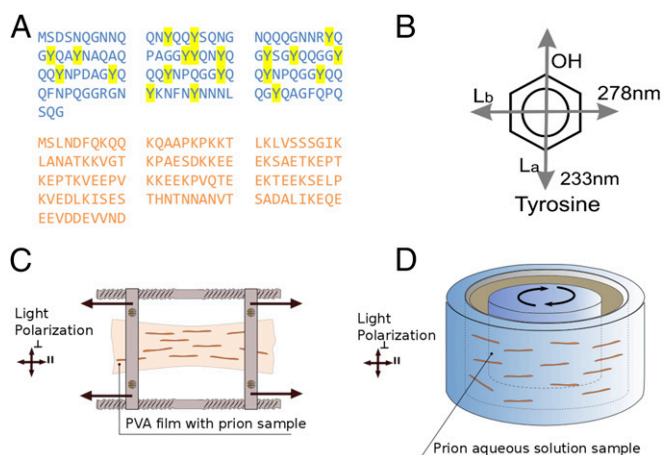 A
MSDSNQGNNQ QNYQQYSQNG NQQQGNNRYQ
GYQAYNAQAQ PAGGYYQNYQ GYSGYQQGGY
QQYNPDAGYQ QQYNPQGGYQ QYNPQGGYQQ
QFNPQGGRGN YKNFNYNNNL QGYQAGFQPQ
SQG
MSLNDFQKQQ KQAAPKPKKT LKLVSSSGIK
LANATKKVGT KPAESDKKEE EKSAETKEPT
KEPTKVEEPV KKEEKPVQTE EKTEEKSELP
KVEDLKISES THNTNNANVT SADALIKEQE
EEVDDEVVND
B
OH
Lb
278nm
La
233nm
Tyrosine
C
Light
Polarization
⊥
II
PVA film with prion sample
D
Light
Polarization
⊥
II
Prion aqueous solution sample